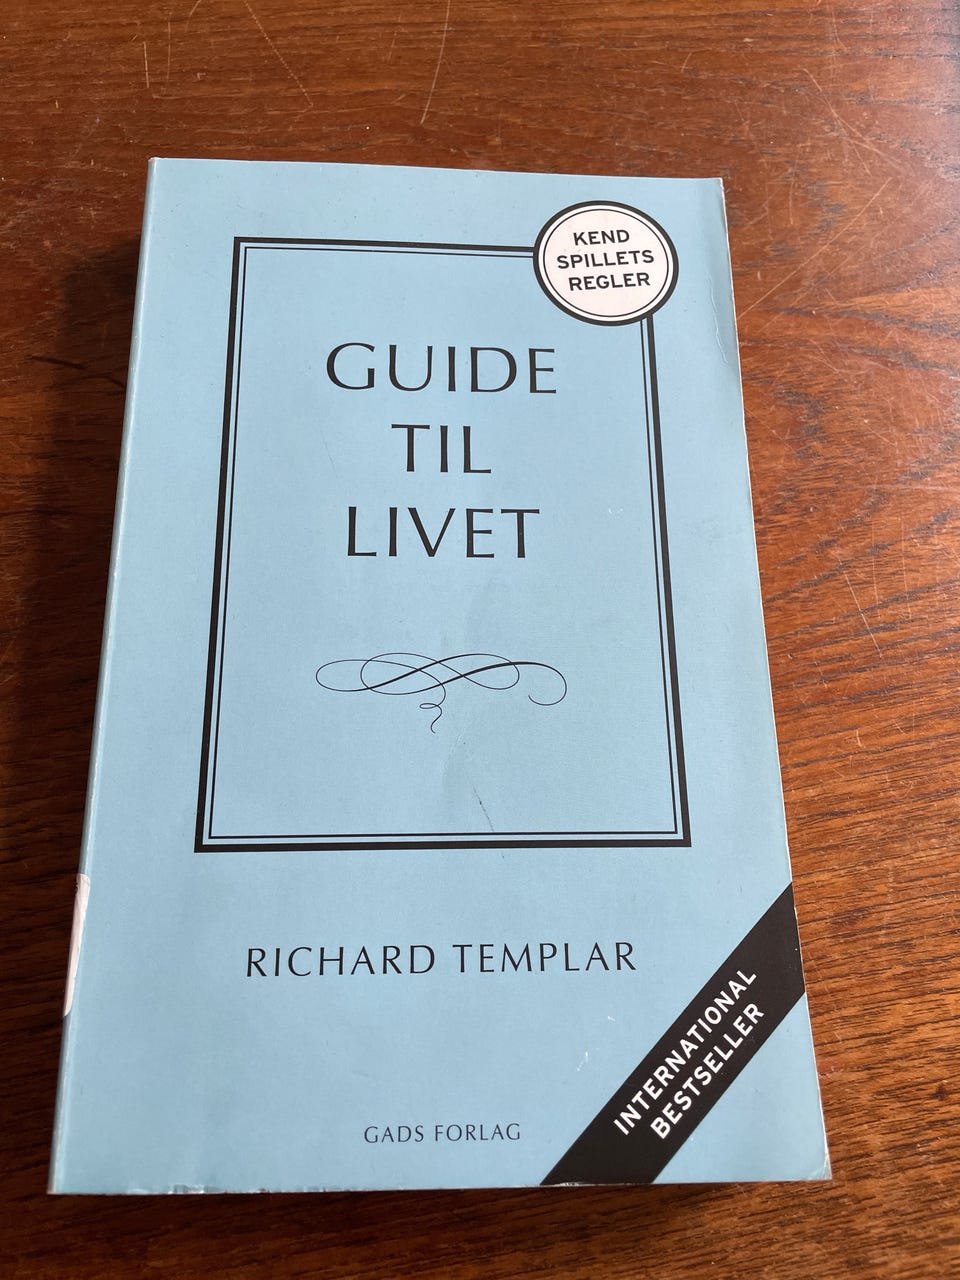 KEND
SPILLETS
REGLER
GUIDE
TIL
LIVET
RICHARD TEMPLAR
INTERNATIONAL
BESTSELLER
GADS FORLAG